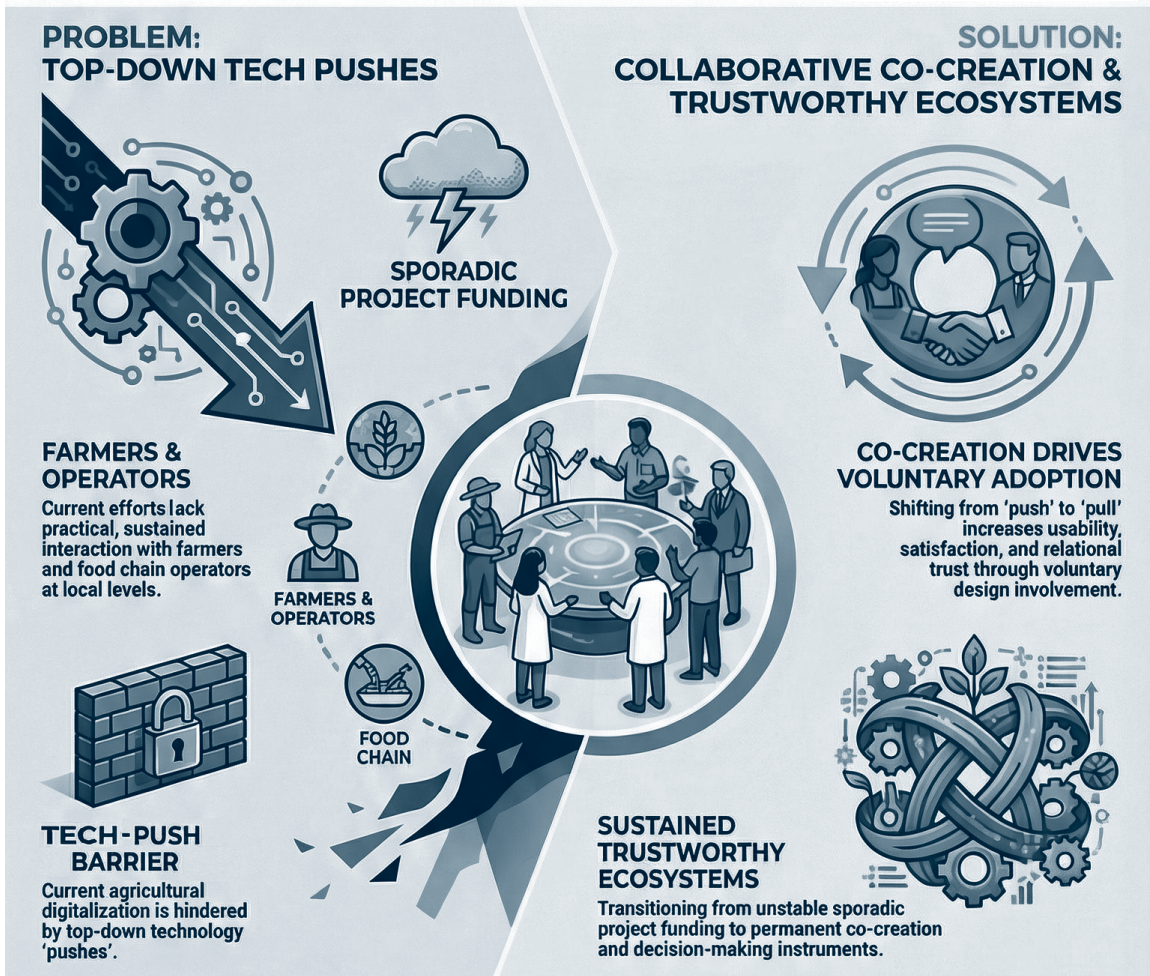 PROBLEM:
TOP-DOWN TECH PUSHES
SPORADIC
PROJECT FUNDING
FARMERS &
OPERATORS
Current efforts lack
practical, sustained
interaction with farmers
and food chain operators
at local levels.
FARMERS &
OPERATORS
FOOD
CHAIN
TECH-PUSH
BARRIER
Current agricultural
digitalization is hindered
by top-down technology
‘pushes’.
SOLUTION:
COLLABORATIVE CO-CREATION &
TRUSTWORTHY ECOSYSTEMS
CO-CREATION DRIVES
VOLUNTARY ADOPTION
Shifting from ‘push’ to ‘pull’
increases usability,
satisfaction, and relational
trust through voluntary
design involvement.
SUSTAINED
TRUSTWORTHY
ECOSYSTEMS
Transitioning from unstable sporadic
project funding to permanent co-creation
and decision-making instruments.